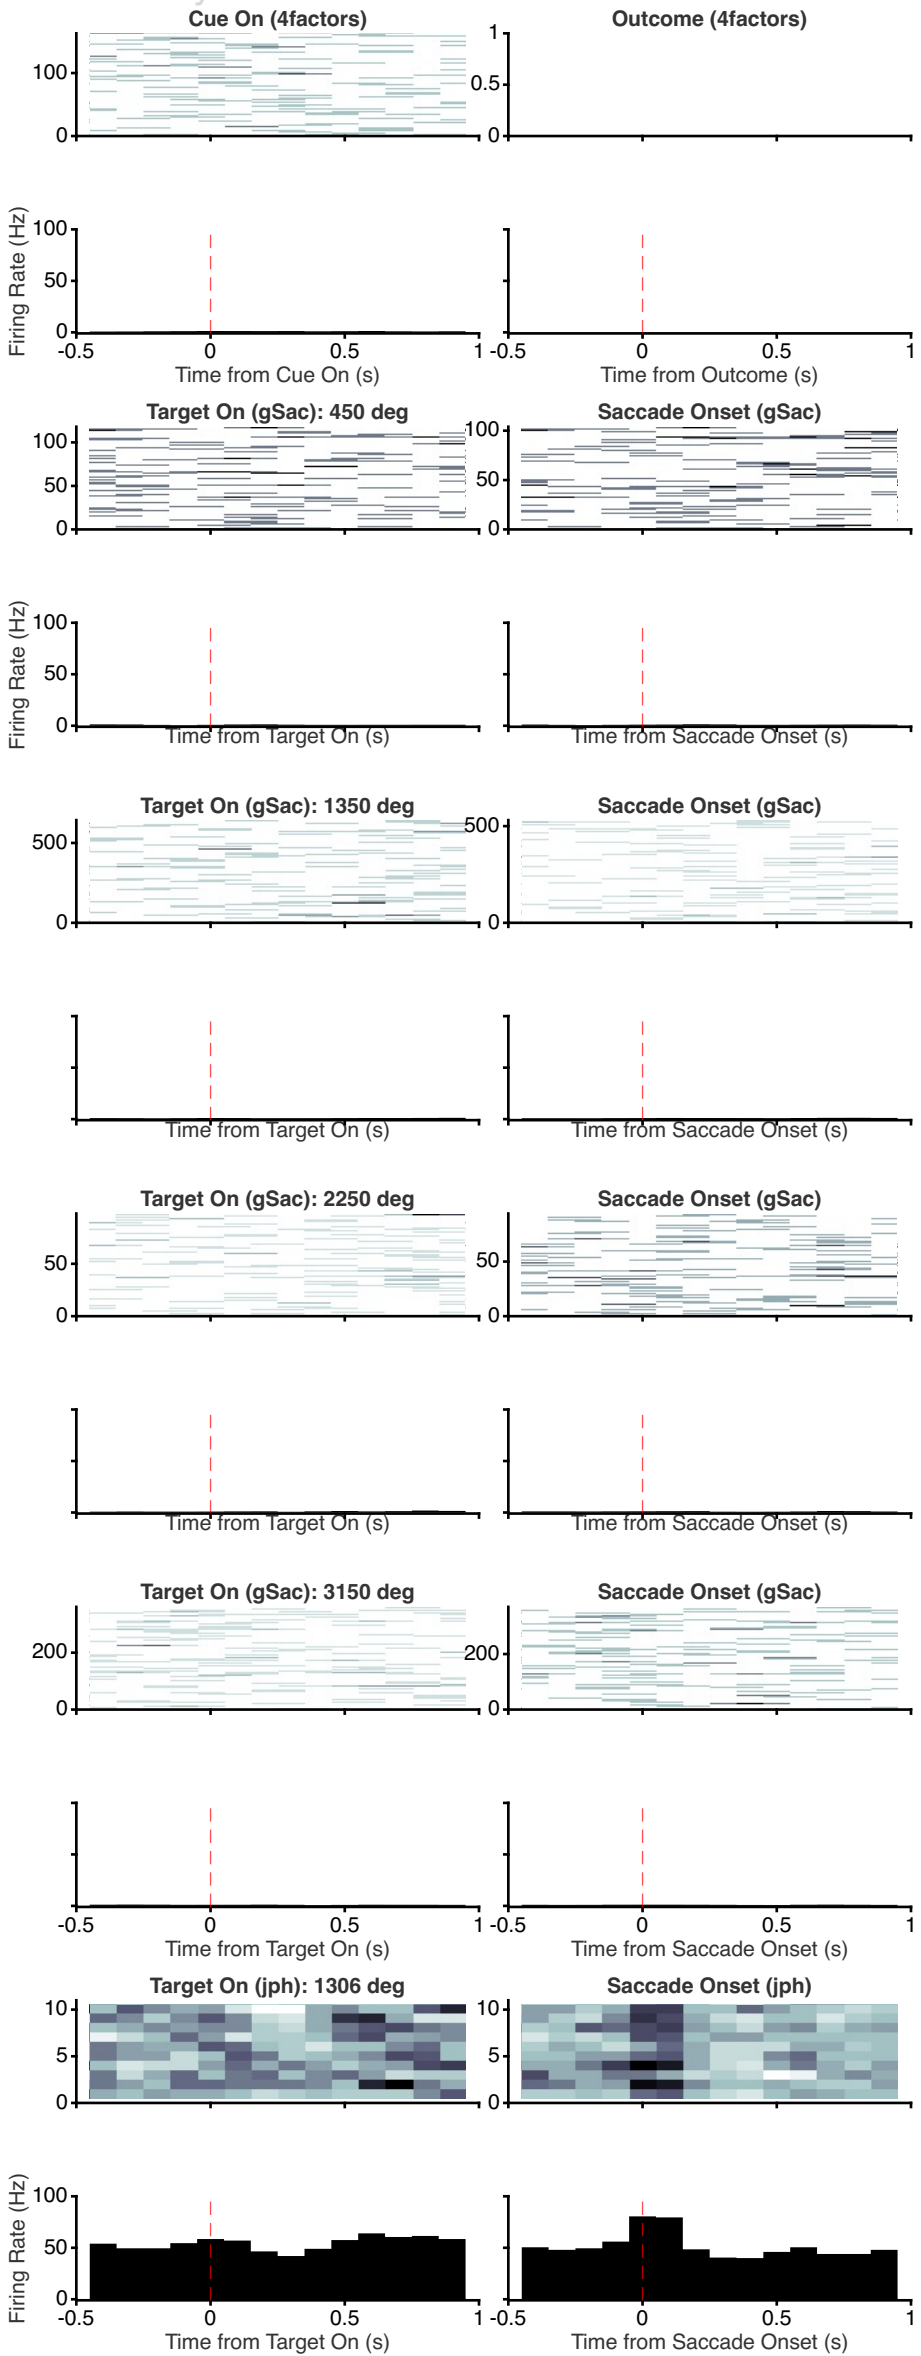 Cue On (4factors) Outcome (4factors)
100 0
1 0.5 0
Firing Rate (Hz)
100 50 0
-0.5 0 0.5 1 -0.5 0 0.5 1
Time from Cue On (s) Time from Outcome (s)
Target On (gSac): 450 deg Saccade Onset (gSac)
100 50 0 100 50 0
Firing Rate (Hz)
100 50 0
Time from Target On (s) Time from Saccade Onset (s)
Target On (gSac): 1350 deg Saccade Onset (gSac)
500 0 500 0
Time from Target On (s) Time from Saccade Onset (s)
Target On (gSac): 2250 deg Saccade Onset (gSac)
50 0 50 0
Time from Target On (s) Time from Saccade Onset (s)
Target On (gSac): 3150 deg Saccade Onset (gSac)
200 0 200 0
-0.5 0 0.5 1 -0.5 0 0.5 1
Time from Target On (s) Time from Saccade Onset (s)
Target On (jph): 1306 deg Saccade Onset (jph)
10 5 0 10 5 0
Firing Rate (Hz)
100 50 0
-0.5 0 0.5 1 -0.5 0 0.5 1
Time from Target On (s) Time from Saccade Onset (s)